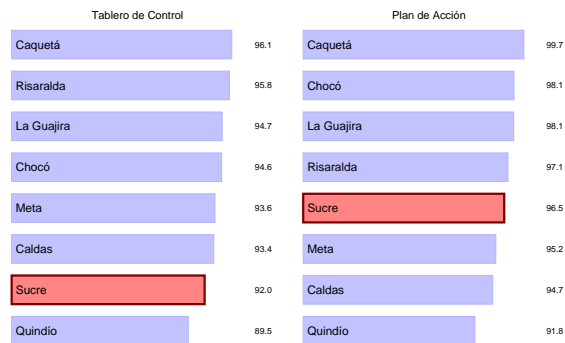 Tablero de Control
Caquetá 96.1
Risaralda 95.8
La Guajira 94.7
Chocó 94.6
Meta 93.6
Caldas 93.4
Sucre 92.0
Quindío 89.5
Plan de Acción
Caquetá 99.7
Chocó 98.1
La Guajira 98.1
Risaralda 97.1
Sucre 96.5
Meta 95.2
Caldas 94.7
Quindío 91.8